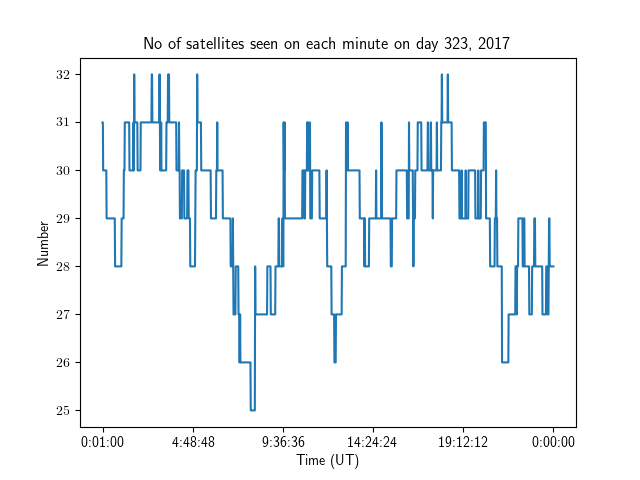 No of satellites seen on each minute on day 323, 2017
32
31
30
29
28
27
26
25
Number
0:01:00 4:48:48 9:36:36 14:24:24 19:12:12 0:00:00
Time (UT)